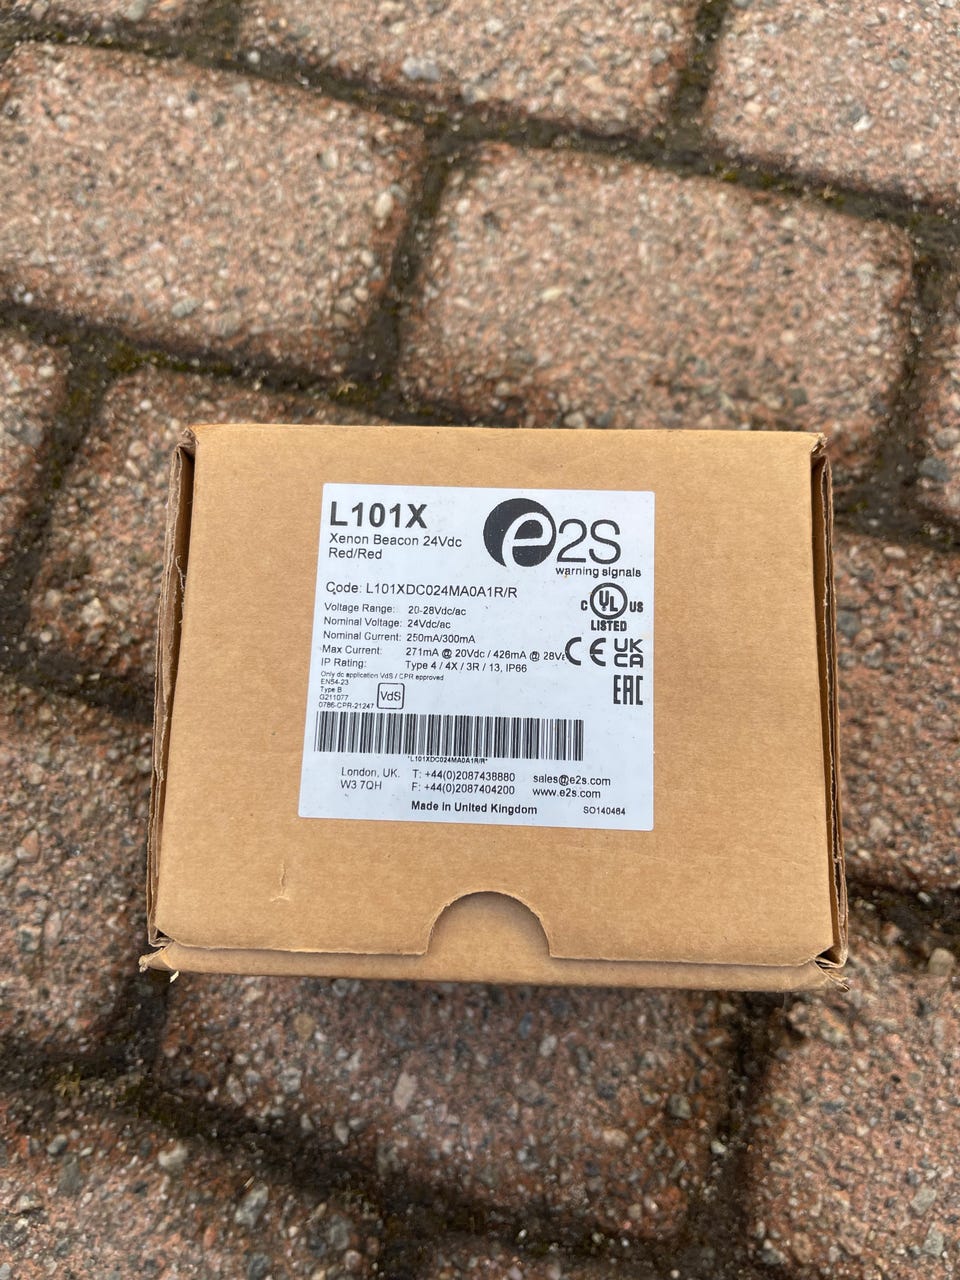 L101X
Xenon Beacon 24Vdc
Red/Red
e2S
warning signals
Code: L101XDC024MA0A1R/R
Voltage Range: 20-28Vdc/ac
Nominal Voltage: 24Vdc/ac
Nominal Current: 250mA/300mA
Max Current: 271mA @ 20Vdc / 426mA @ 28V
IP Rating: Type 4 / 4X / 3R / 13, IP66
C UL US
LISTED
CE UK
CA
EAC
Only dc application VdS / CPR approved
EN54-23
Type B
G211077
0786-CPR-21247
VdS
*L101XDC024MA0A1R/R*
London, UK. T: +44(0)2087438880 sales@e2s.com
W3 7QH F: +44(0)2087404200 www.e2s.com
Made in United Kingdom
SO140464